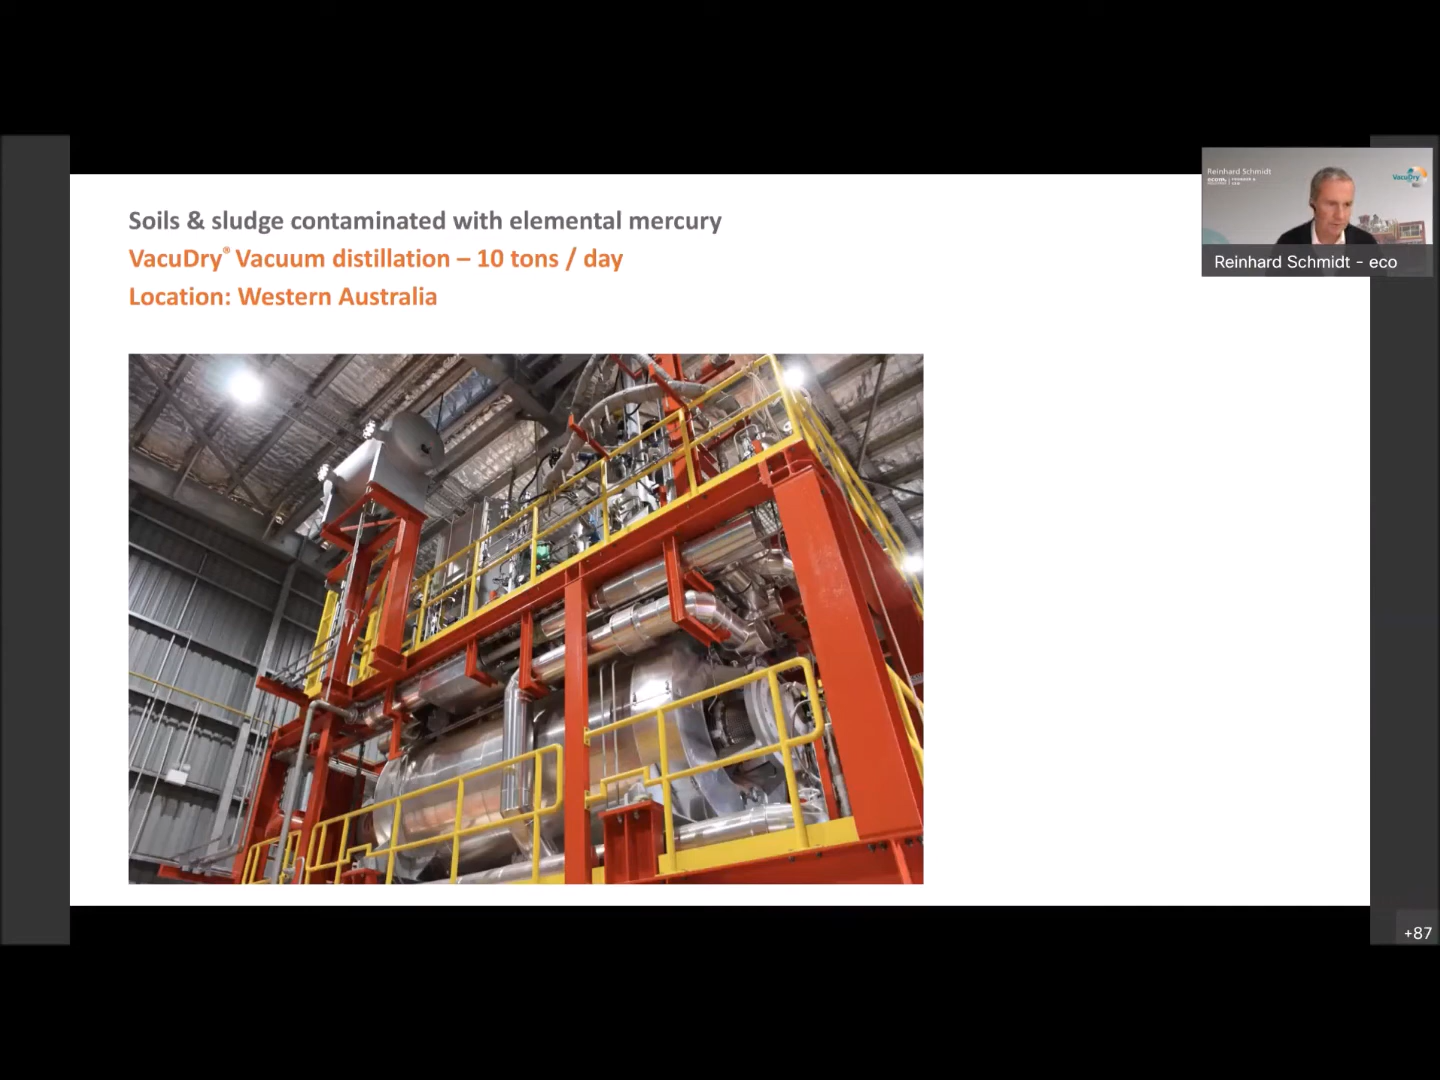 Soils & sludge contaminated with elemental mercury
VacuDry® Vacuum distillation – 10 tons / day
Location: Western Australia
Reinhard Schmidt
VacuDry
Reinhard Schmidt - eco
+87